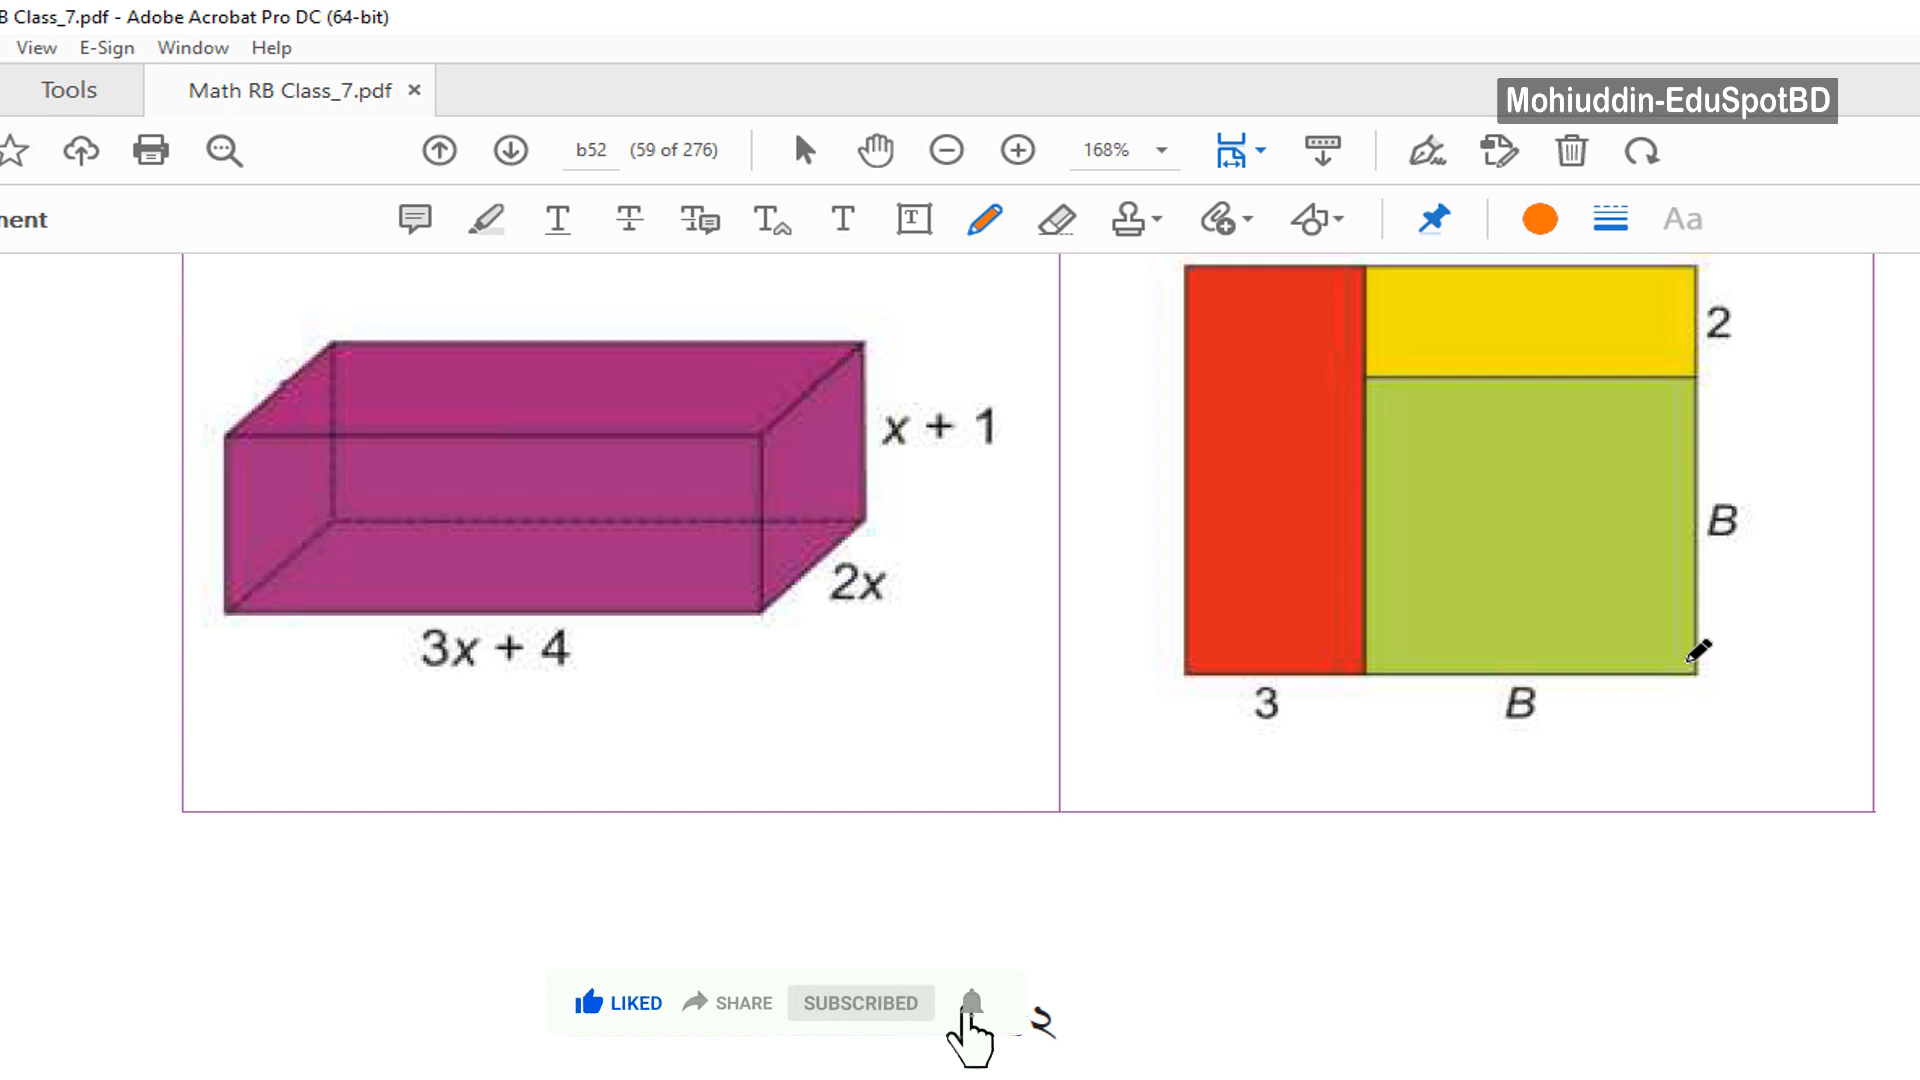 B Class_7.pdf - Adobe Acrobat Pro DC (64-bit)
View E-Sign Window Help
Tools Math RB Class_7.pdf ×
Mohiuddin-EduSpotBD
b52 (59 of 276) 168%
nent T T T T T T Aa
2
x + 1
B
2x
3x + 4
3 B
LIKED SHARE SUBSCRIBED
২